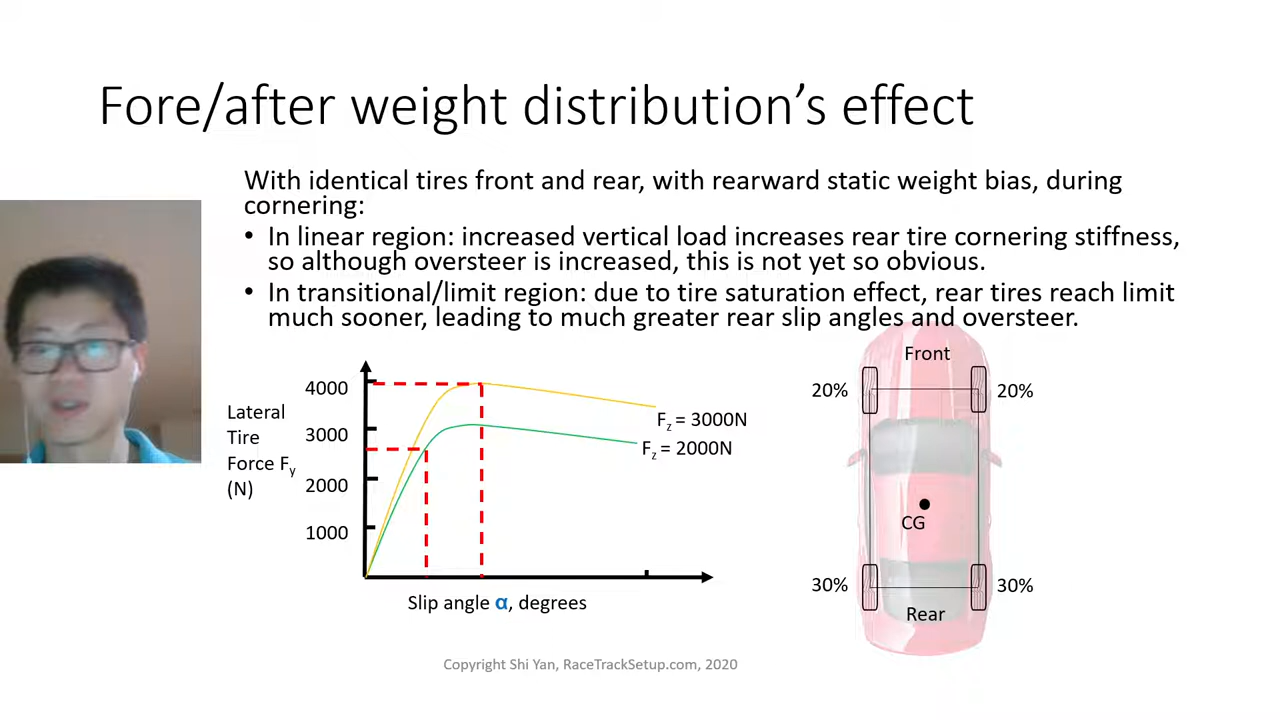 Fore/after weight distribution’s effect
With identical tires front and rear, with rearward static weight bias, during
cornering:
• In linear region: increased vertical load increases rear tire cornering stiffness,
so although oversteer is increased, this is not yet so obvious.
• In transitional/limit region: due to tire saturation effect, rear tires reach limit
much sooner, leading to much greater rear slip angles and oversteer.
Lateral
Tire
Force Fy
(N)
4000
3000
2000
1000
Fz = 3000N
Fz = 2000N
Slip angle α, degrees
Front
20%
20%
CG
30%
30%
Rear
Copyright Shi Yan, RaceTrackSetup.com, 2020